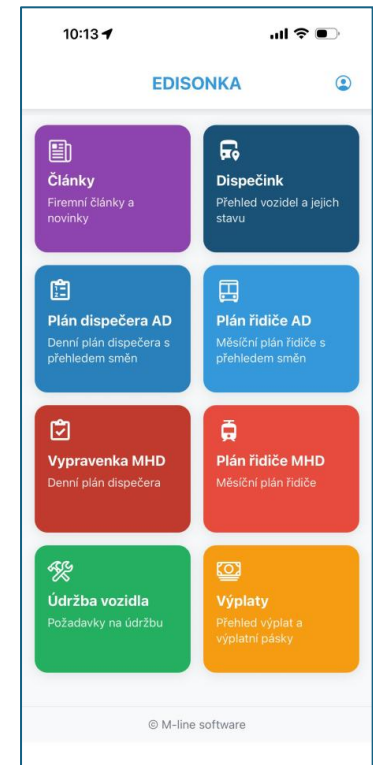 10:13
EDISONKA
Články
Firemní články a
novinky
Dispečink
Přehled vozidel a jejich
stavu
Plán dispečera AD
Denní plán dispečera s
přehledem směn
Plán řidiče AD
Měsíční plán řidiče s
přehledem směn
Vypravenka MHD
Denní plán dispečera
Plán řidiče MHD
Měsíční plán řidiče
Údržba vozidla
Požadavky na údržbu
Výplaty
Přehled výplat a
výplatní pásky
© M-line software